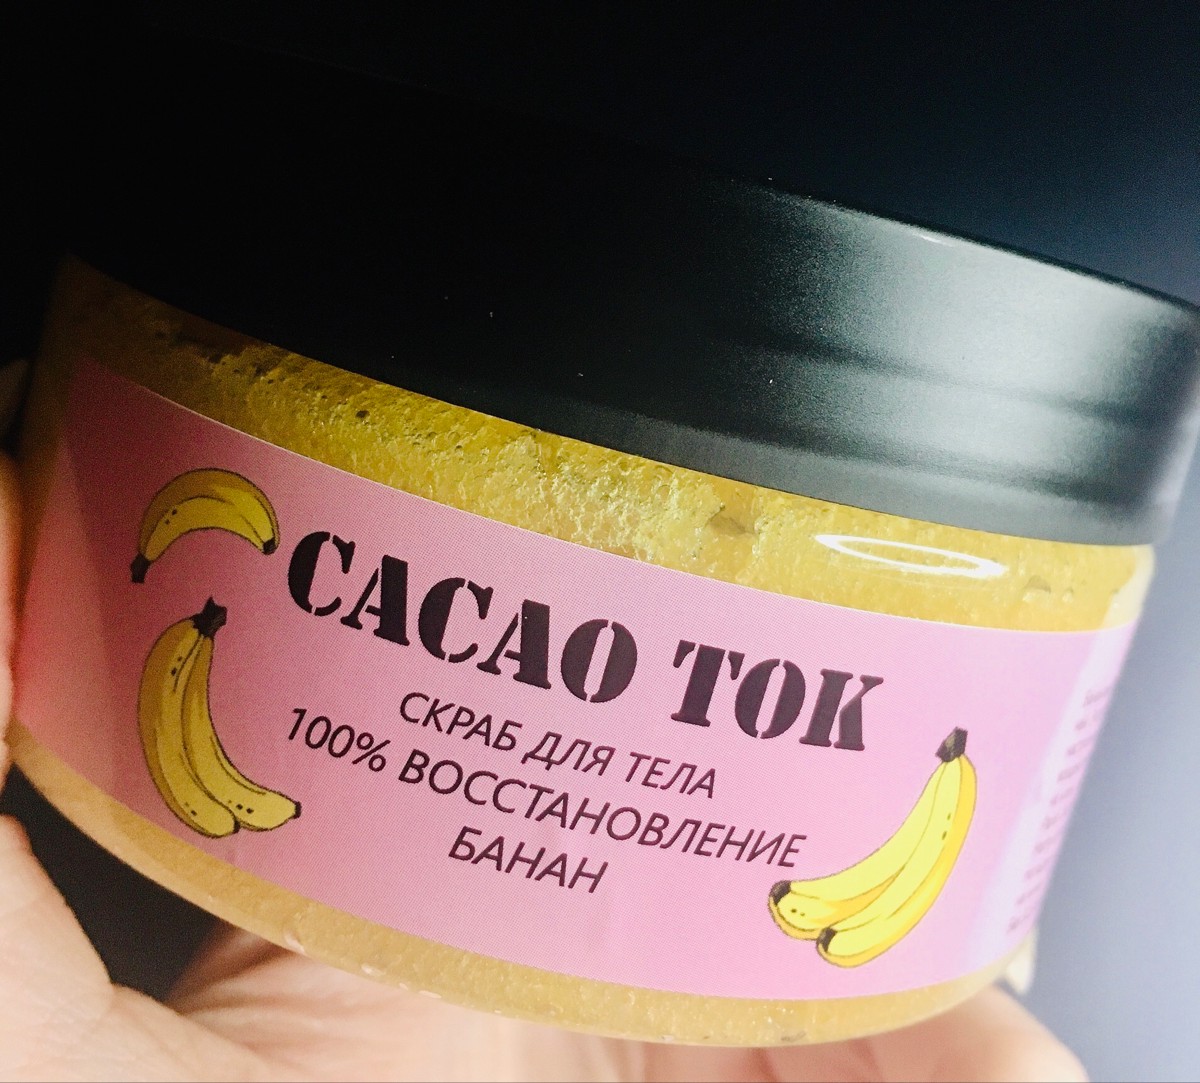 CACAO TOK
СКРАБ ДЛЯ ТЕЛА
100% ВОССТАНОВЛЕНИЕ
БАНАН